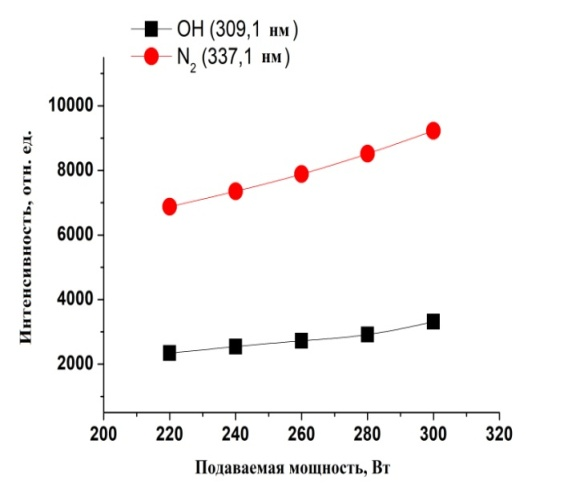 OH (309,1 нм)
N2 (337,1 нм)
10000
8000
6000
4000
2000
Интенсивность, отн. ед.
200 220 240 260 280 300 320
Подаваемая мощность, Вт